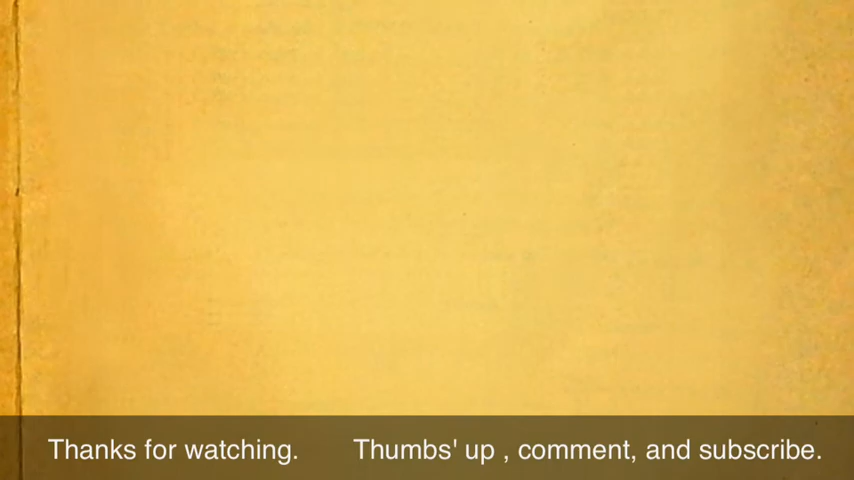 Thanks for watching. Thumbs' up , comment, and subscribe.